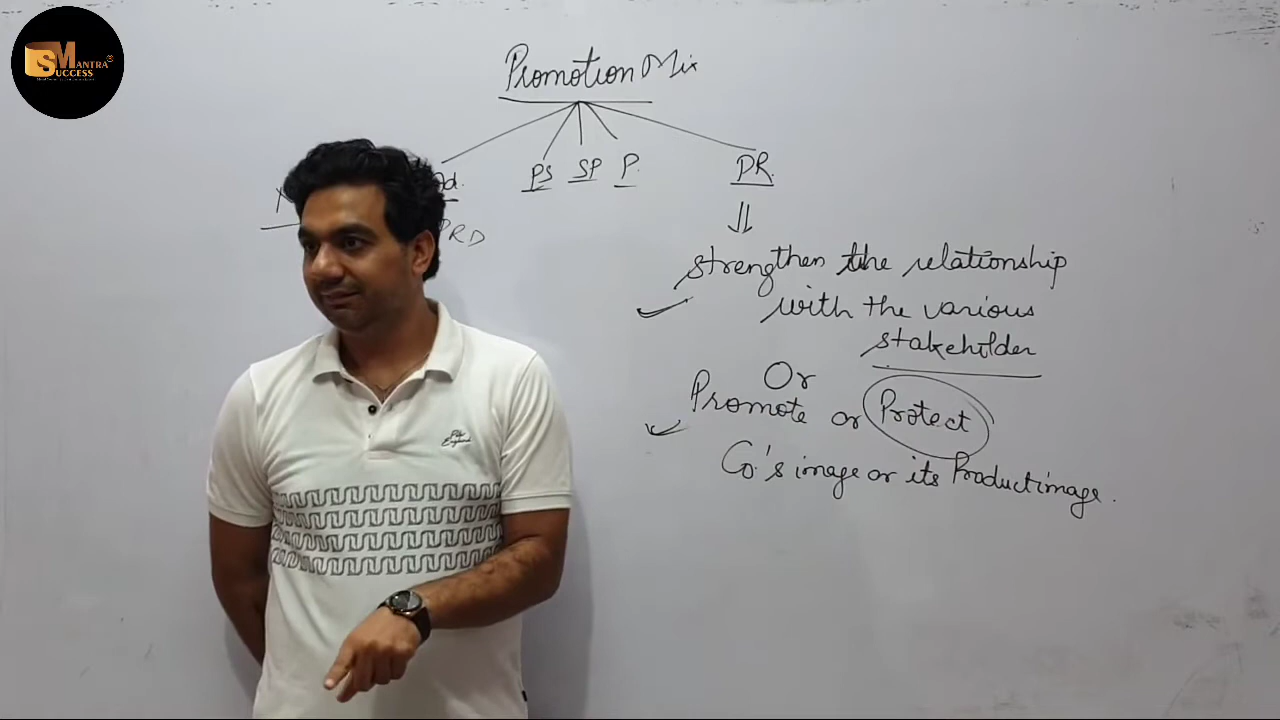 MANTRA
SUCCESS
Promotion Mix
Ad. PS SP P. PR.
PRD
strengthen the relationship
with the various
stakeholder
Or
Promote or Protect
Co.'s image or its Product image.